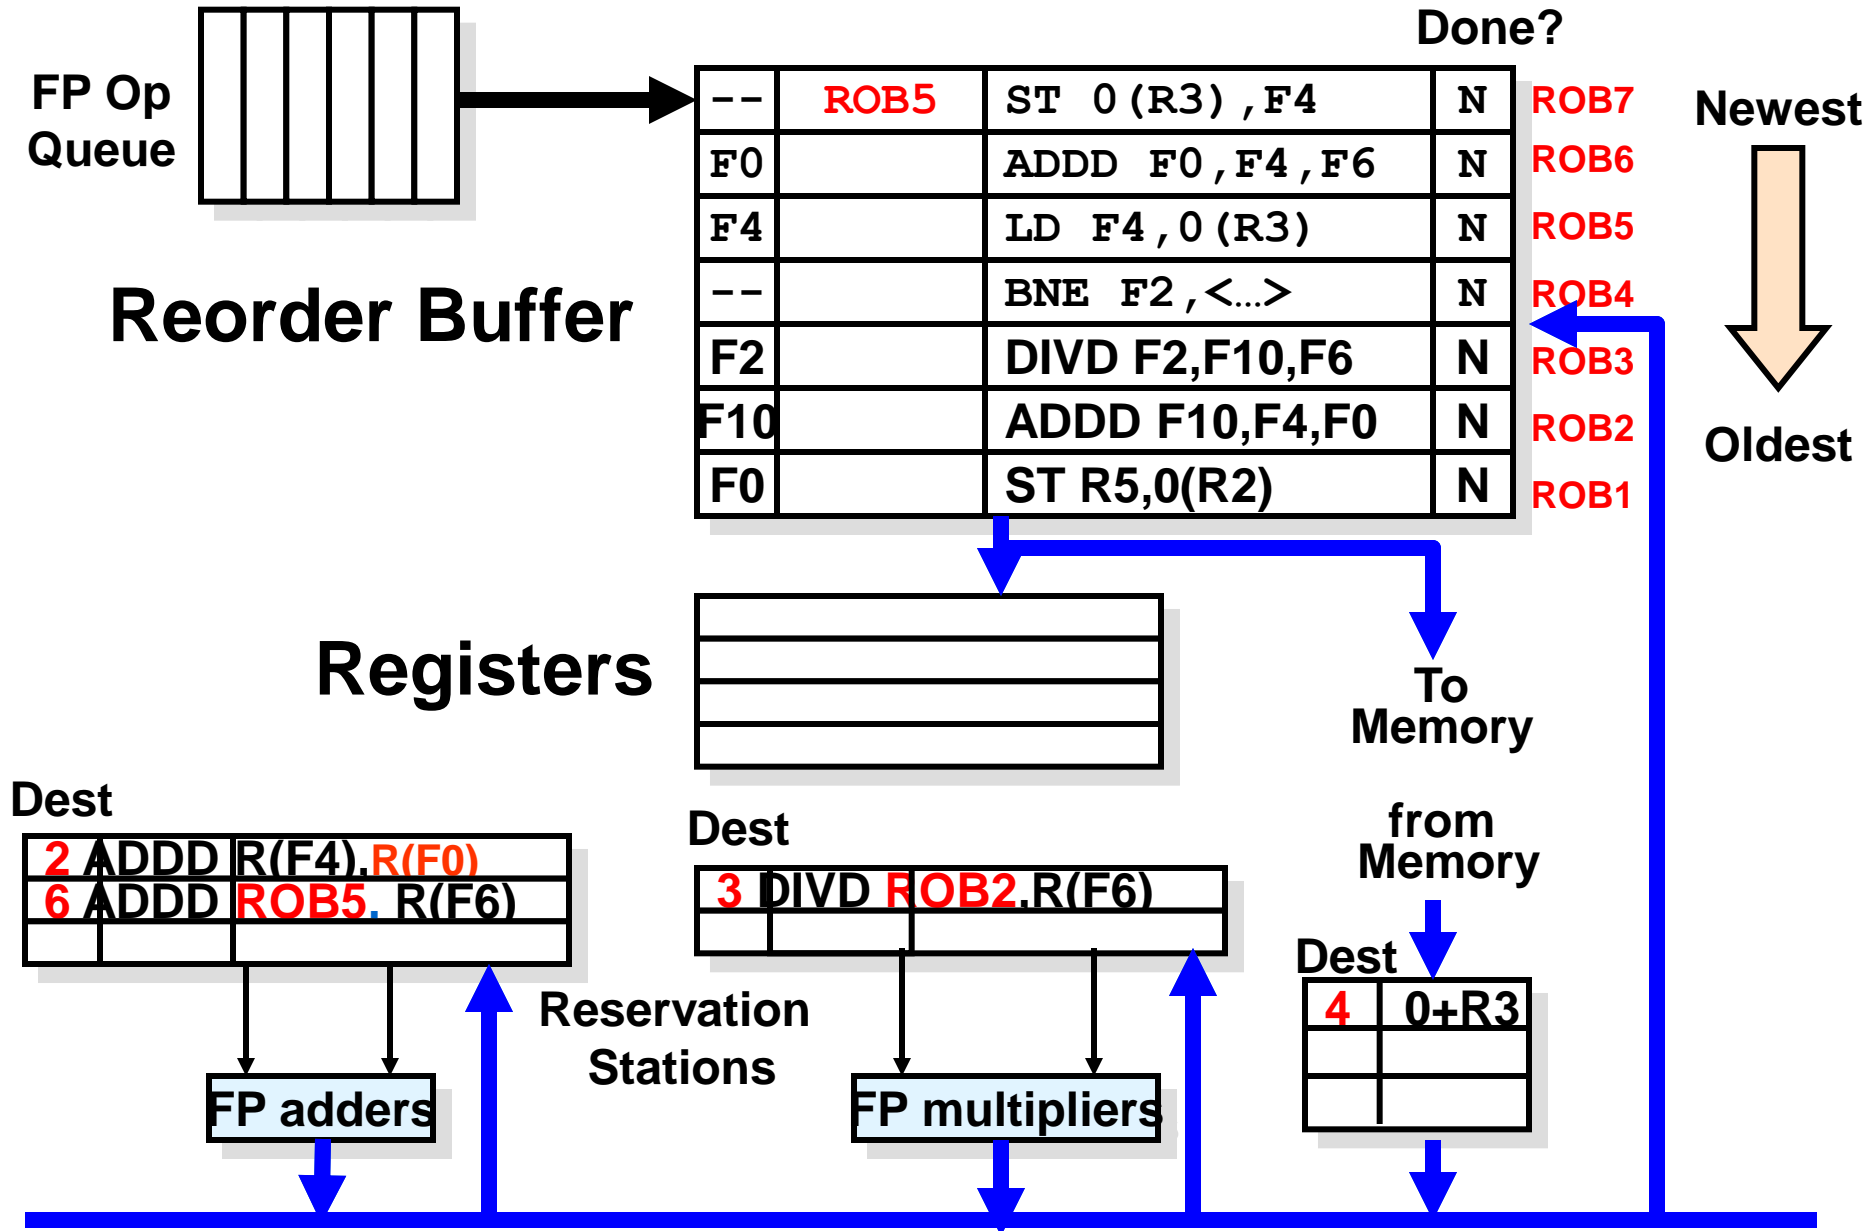 Done?
FP Op
Queue
-- ROB5 ST 0(R3),F4 N ROB7
F0 ADDD F0,F4,F6 N ROB6
F4 LD F4,0(R3) N ROB5
-- BNE F2,<…> N ROB4
F2 DIVD F2,F10,F6 N ROB3
F10 ADDD F10,F4,F0 N ROB2
F0 ST R5,0(R2) N ROB1
Newest
Oldest
Reorder Buffer
Registers
To
Memory
from
Memory
Dest
2 ADDD R(F4),R(F0)
6 ADDD ROB5, R(F6)
Dest
3 DIVD ROB2,R(F6)
Dest
4 0+R3
Reservation
Stations
FP adders
FP multipliers